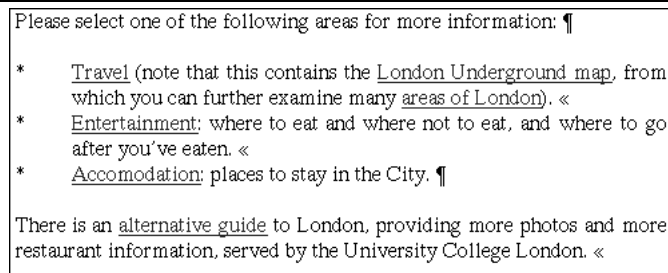 Please select one of the following areas for more information: ¶
* Travel (note that this contains the London Underground map, from
which you can further examine many areas of London). «
* Entertainment: where to eat and where not to eat, and where to go
after you've eaten. «
* Accomodation: places to stay in the City. ¶
There is an alternative guide to London, providing more photos and more
restaurant information, served by the University College London. «